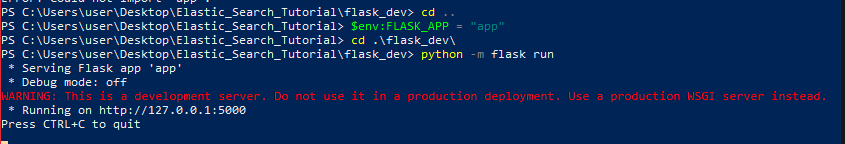 Error: Could not import 'app'.
PS C:\Users\user\Desktop\Elastic_Search_Tutorial\flask_dev> cd ..
PS C:\Users\user\Desktop\Elastic_Search_Tutorial> $env:FLASK_APP = "app"
PS C:\Users\user\Desktop\Elastic_Search_Tutorial> cd .\flask_dev\
PS C:\Users\user\Desktop\Elastic_Search_Tutorial\flask_dev> python -m flask run
* Serving Flask app 'app'
* Debug mode: off
WARNING: This is a development server. Do not use it in a production deployment. Use a production WSGI server instead.
* Running on http://127.0.0.1:5000
Press CTRL+C to quit